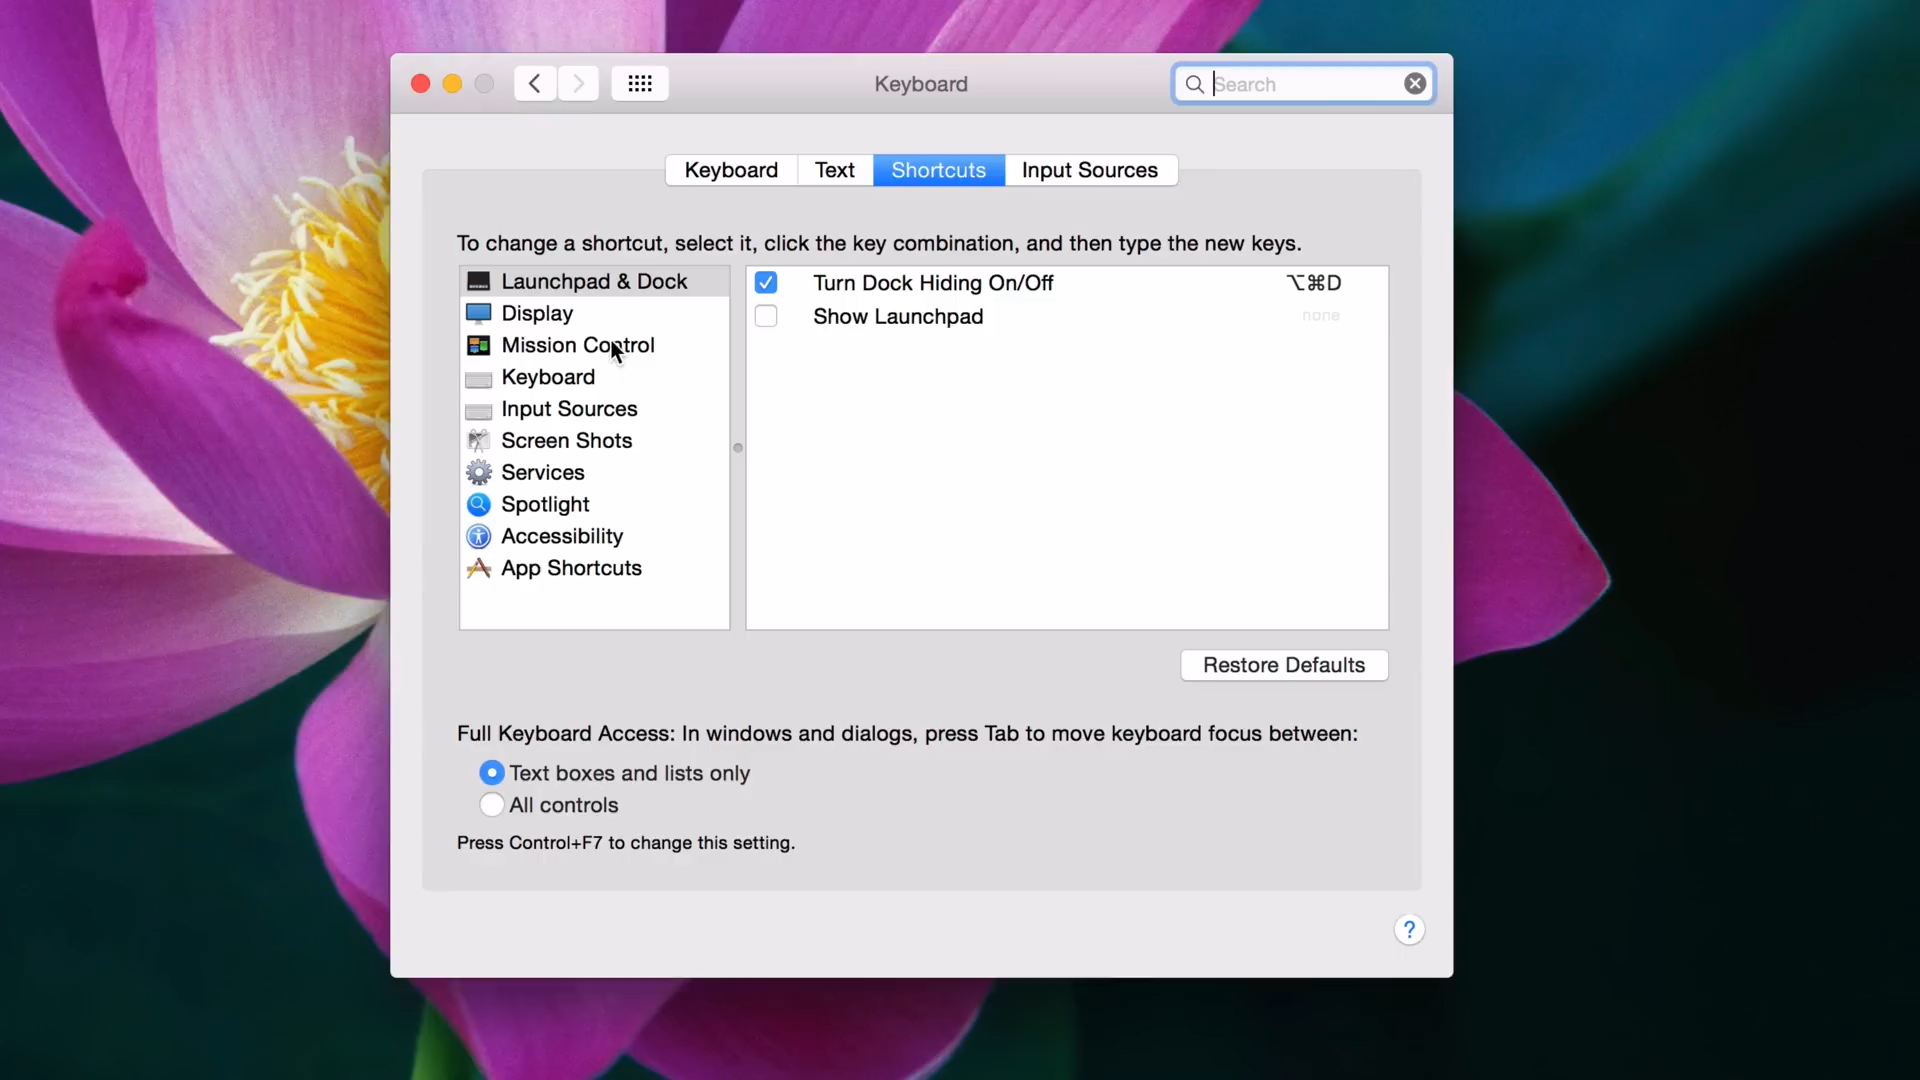 Keyboard
Search
Keyboard
Text
Shortcuts
Input Sources
To change a shortcut, select it, click the key combination, and then type the new keys.
Launchpad & Dock
Display
Mission Control
Keyboard
Input Sources
Screen Shots
Services
Spotlight
Accessibility
App Shortcuts
Turn Dock Hiding On/Off ⌥⌘D
Show Launchpad none
Restore Defaults
Full Keyboard Access: In windows and dialogs, press Tab to move keyboard focus between:
Text boxes and lists only
All controls
Press Control+F7 to change this setting.
?